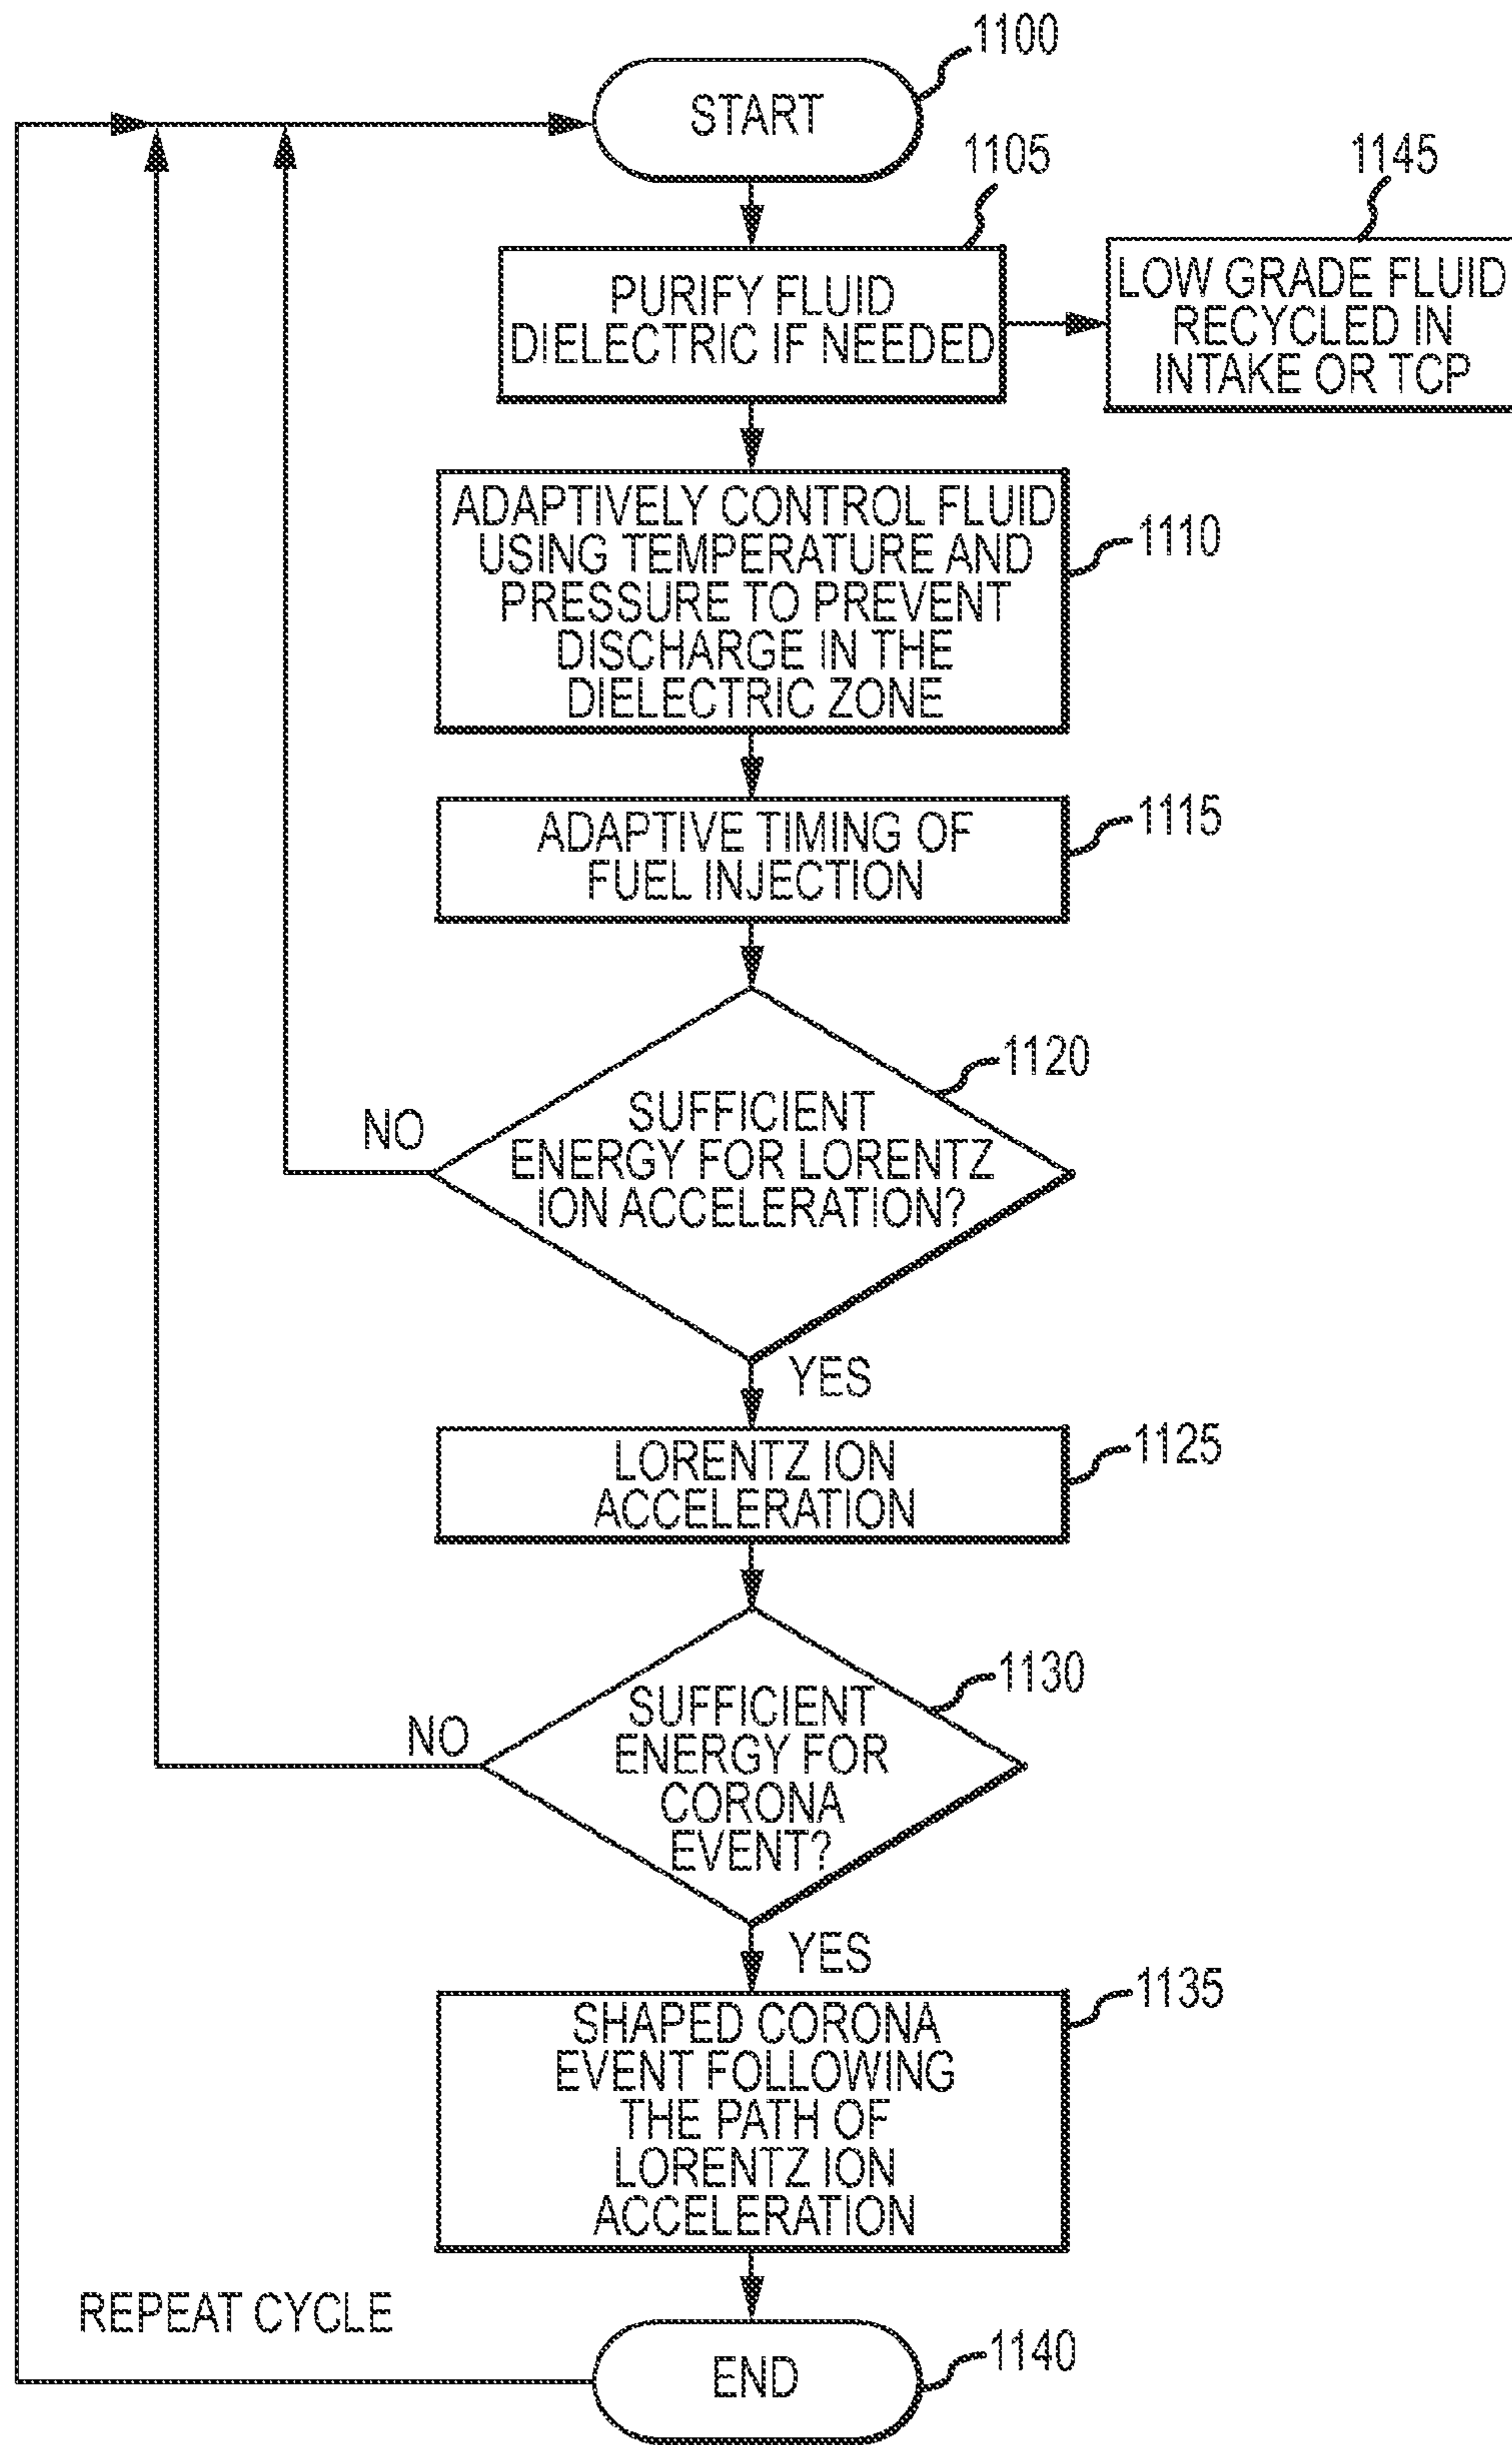 1100
START
1105
1145
PURIFY FLUID
DIELECTRIC IF NEEDED
LOW GRADE FLUID
RECYCLED IN
INTAKE OR TCP
ADAPTIVELY CONTROL FLUID
USING TEMPERATURE AND
PRESSURE TO PREVENT
DISCHARGE IN THE
DIELECTRIC ZONE
1110
ADAPTIVE TIMING OF
FUEL INJECTION
1115
1120
NO
SUFFICIENT
ENERGY FOR LORENTZ
ION ACCELERATION?
YES
LORENTZ ION
ACCELERATION
1125
1130
NO
SUFFICIENT
ENERGY FOR
CORONA
EVENT?
YES
1135
SHAPED CORONA
EVENT FOLLOWING
THE PATH OF
LORENTZ ION
ACCELERATION
REPEAT CYCLE
END
1140